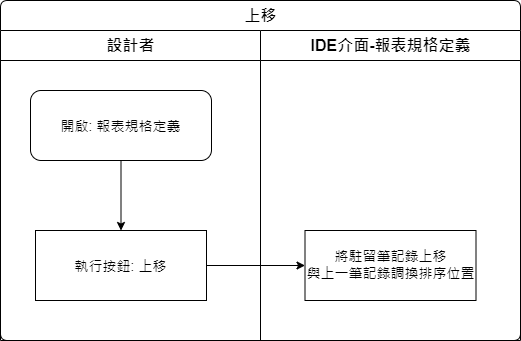 上移
設計者
IDE介面-報表規格定義
開啟: 報表規格定義
執行按鈕: 上移
將駐留筆記錄上移
與上一筆記錄調換排序位置